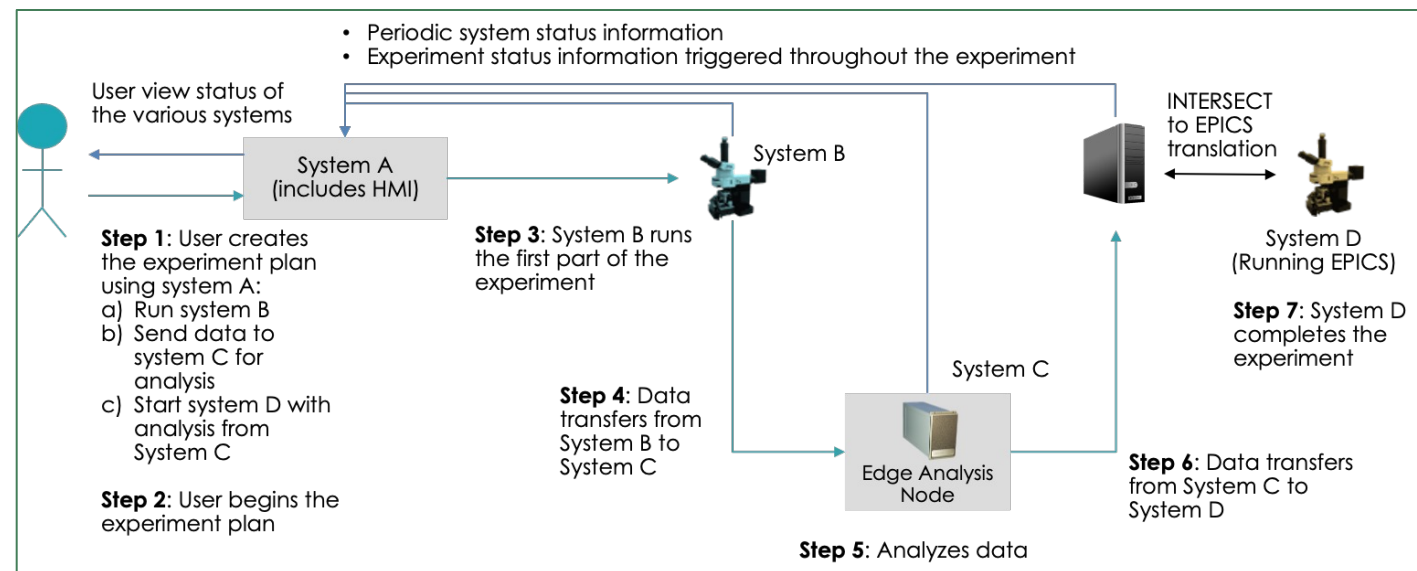 • Periodic system status information
• Experiment status information triggered throughout the experiment
User view status of
the various systems
System A
(includes HMI)
System B
INTERSECT
to EPICS
translation
System D
(Running EPICS)
Step 1: User creates
the experiment plan
using system A:
a) Run system B
b) Send data to
system C for
analysis
c) Start system D with
analysis from
System C
Step 2: User begins the
experiment plan
Step 3: System B runs
the first part of the
experiment
Step 4: Data
transfers from
System B to
System C
System C
Edge Analysis
Node
Step 5: Analyzes data
Step 6: Data transfers
from System C to
System D
Step 7: System D
completes the
experiment